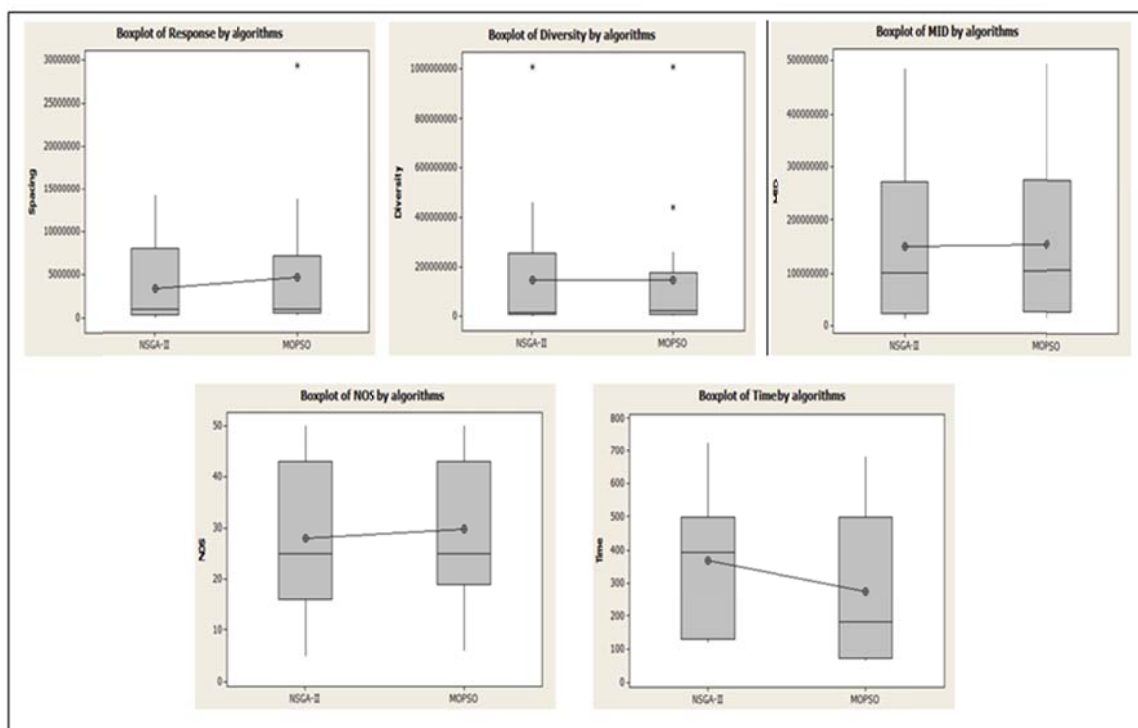 Boxplot of Response by algorithms
30000000
25000000
20000000
15000000
10000000
5000000
0
Spacing
NSGA-II MOPSO
Boxplot of Diversity by algorithms
1000000000
800000000
600000000
400000000
200000000
0
Diversity
NSGA-II MOPSO
Boxplot of MID by algorithms
500000000
400000000
300000000
200000000
100000000
0
MID
NSGA-II MOPSO
Boxplot of NOS by algorithms
50
40
30
20
10
0
NOS
NSGA-II MOPSO
Boxplot of Time by algorithms
800
700
600
500
400
300
200
100
0
Time
NSGA-II MOPSO